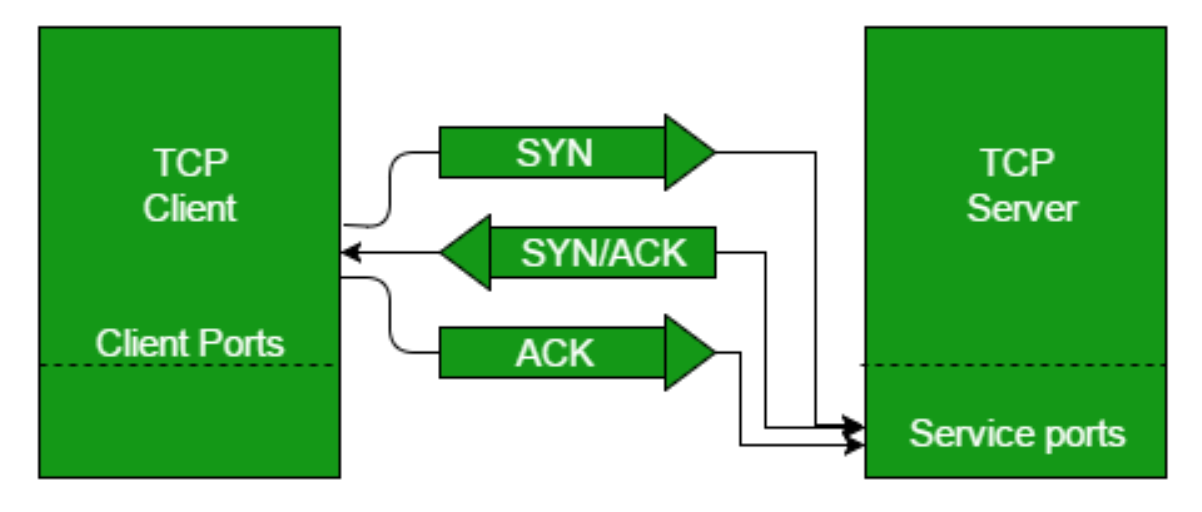 TCP
Client
Client Ports
SYN
SYN/ACK
ACK
TCP
Server
Service ports